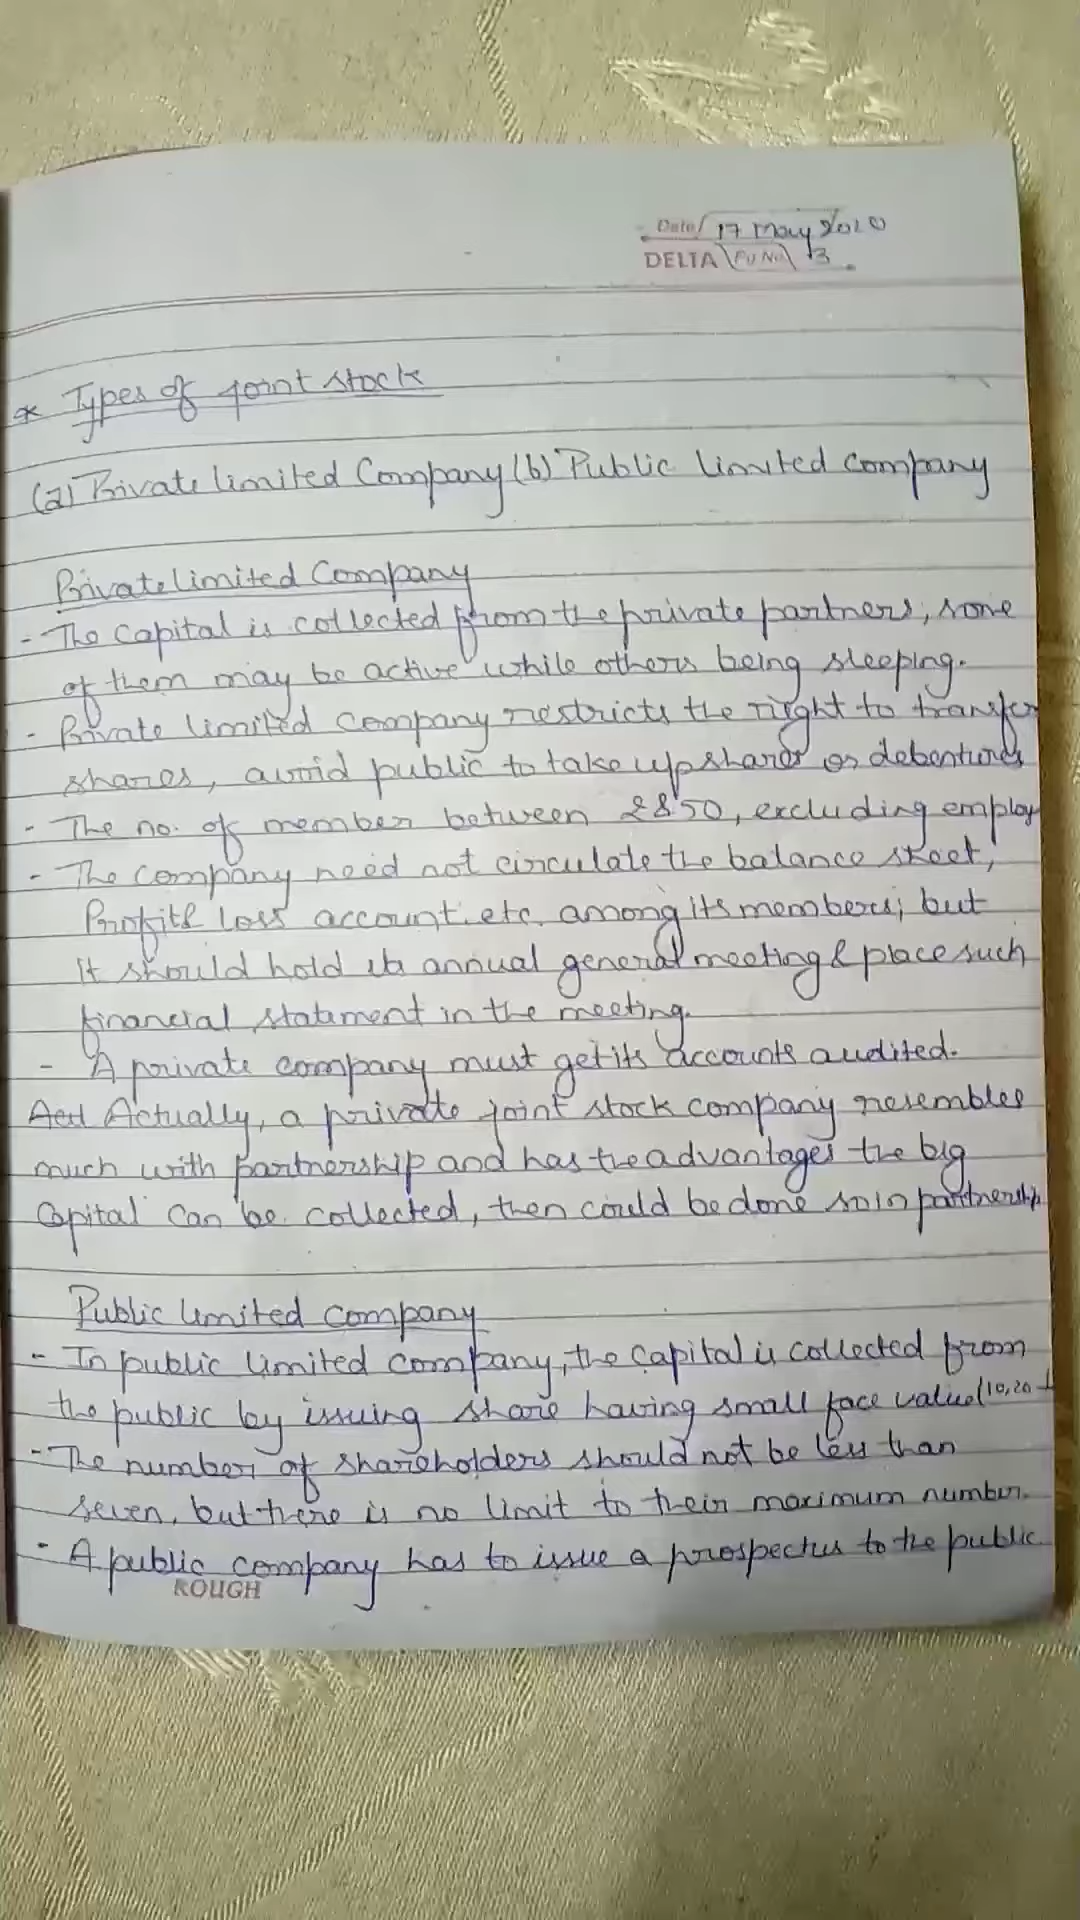 Date 17 May 2020
DELTA Pg No. 13
* Types of joint stock
(a) Private limited Company (b) Public limited company
Private limited Company
- The capital is collected from the private partners, some
of them may be active while others being sleeping.
- Private limited company restricts the right to transfer
shares, avoid public to take up shares or debentures
- The no. of member between 2&50, excluding employ
- The company need not circulate the balance sheet,
Profit& loss account, etc. among its members; but
it should hold its annual general meeting & place such
financial statement in the meeting.
- A private company must get its accounts audited.
Actually, a private joint stock company resembles
much with partnership and has the advantages the big
Capital can be collected, then could be done so in partnership
Public limited company
- In public limited company, the capital is collected from
the public by issuing share having small face value (10,20
- The number of shareholders should not be less than
seven, but there is no limit to their maximum number.
- A public company has to issue a prospectus to the public
ROUGH